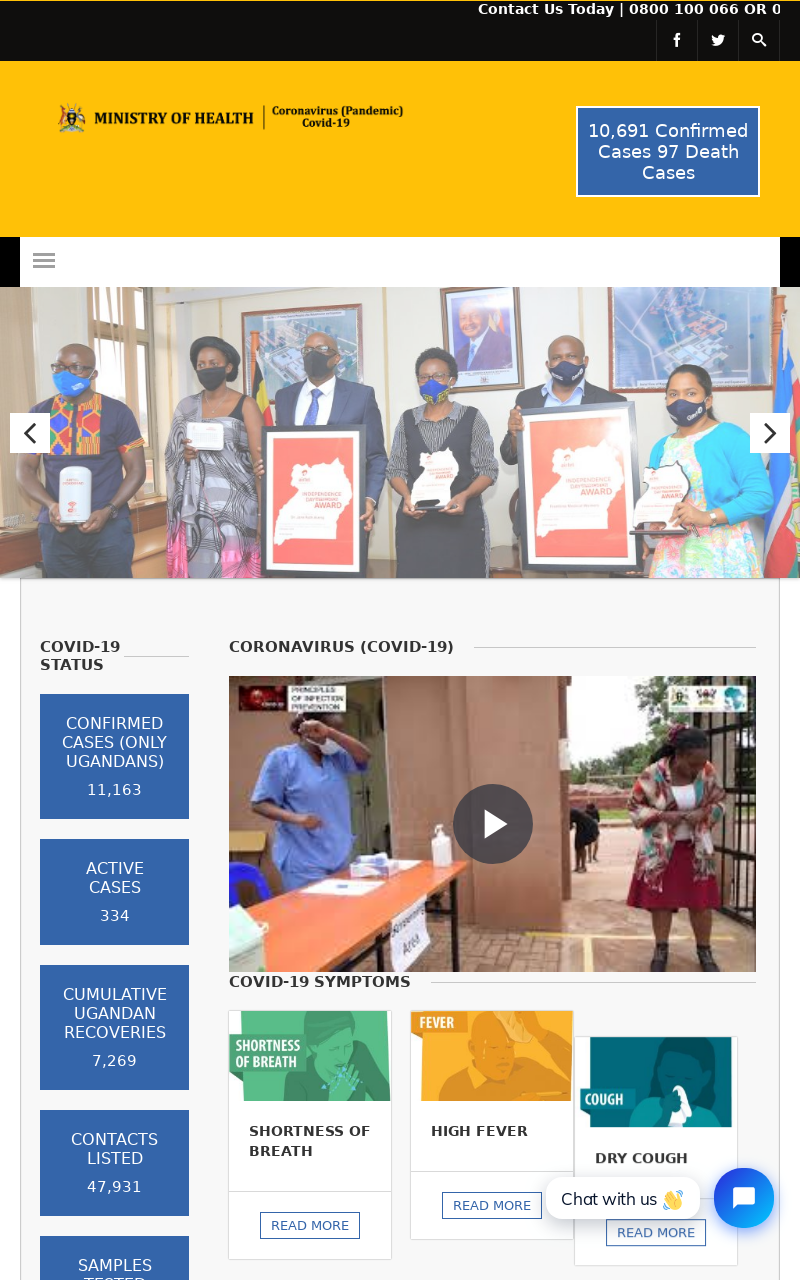 Contact Us Today | 0800 100 066 OR 0
MINISTRY OF HEALTH
Coronavirus (Pandemic)
Covid-19
10,691 Confirmed
Cases 97 Death
Cases
INDEPENDENCE
AWARD
INDEPENDENCE
AWARD
AWARD
COVID-19
STATUS
CONFIRMED
CASES (ONLY
UGANDANS)
11,163
ACTIVE
CASES
334
CUMULATIVE
UGANDAN
RECOVERIES
7,269
CONTACTS
LISTED
47,931
SAMPLES
TESTED
CORONAVIRUS (COVID-19)
PRINCIPLES
OF INFECTION
PREVENTION
Area
COVID-19 SYMPTOMS
SHORTNESS
OF BREATH
SHORTNESS OF
BREATH
READ MORE
FEVER
HIGH FEVER
READ MORE
COUGH
DRY COUGH
READ MORE
Chat with us 👋